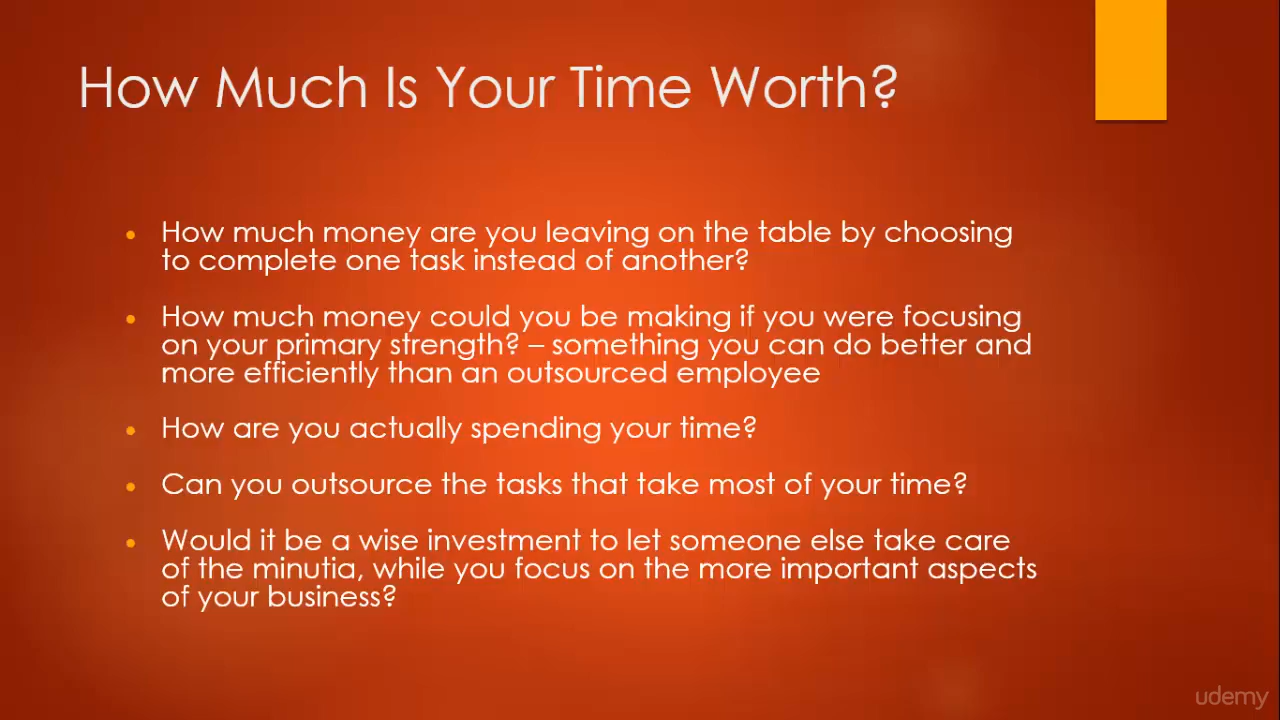 How Much Is Your Time Worth?
• How much money are you leaving on the table by choosing
to complete one task instead of another?
• How much money could you be making if you were focusing
on your primary strength? – something you can do better and
more efficiently than an outsourced employee
• How are you actually spending your time?
• Can you outsource the tasks that take most of your time?
• Would it be a wise investment to let someone else take care
of the minutia, while you focus on the more important aspects
of your business?
udemy